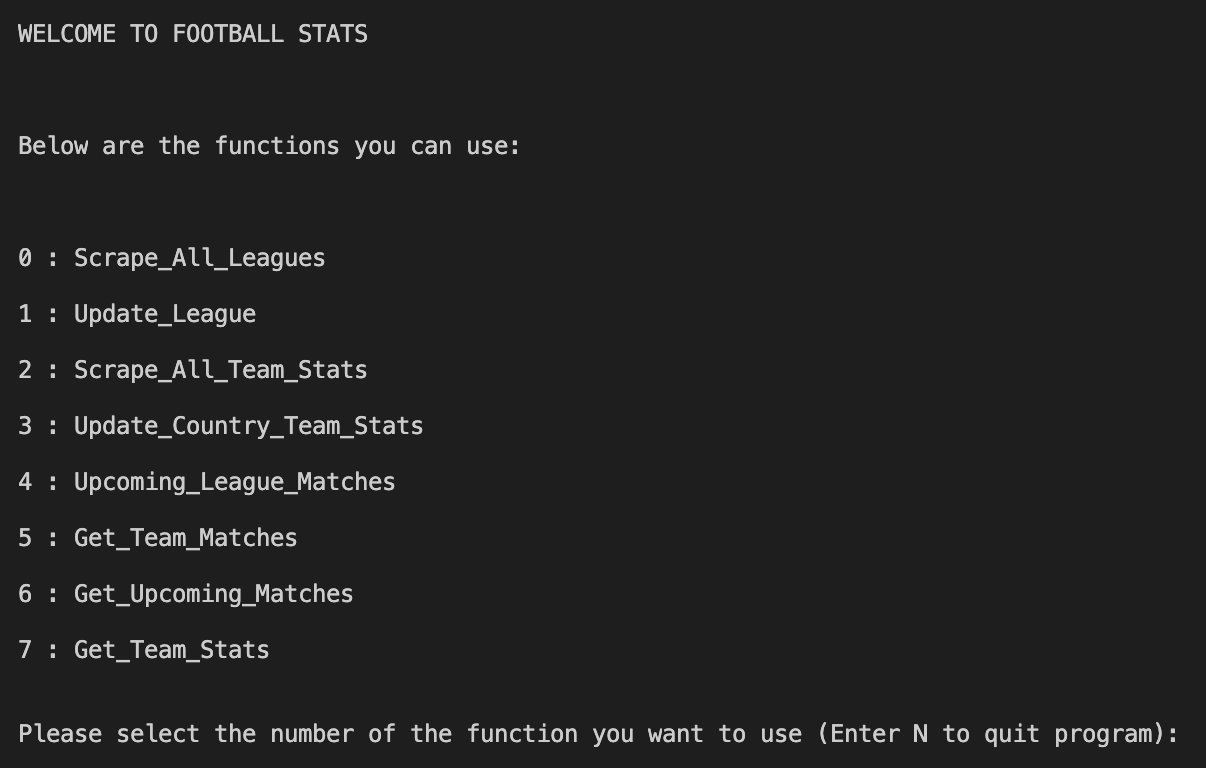 WELCOME TO FOOTBALL STATS
Below are the functions you can use:
0 : Scrape_All_Leagues
1 : Update_League
2 : Scrape_All_Team_Stats
3 : Update_Country_Team_Stats
4 : Upcoming_League_Matches
5 : Get_Team_Matches
6 : Get_Upcoming_Matches
7 : Get_Team_Stats
Please select the number of the function you want to use (Enter N to quit program):